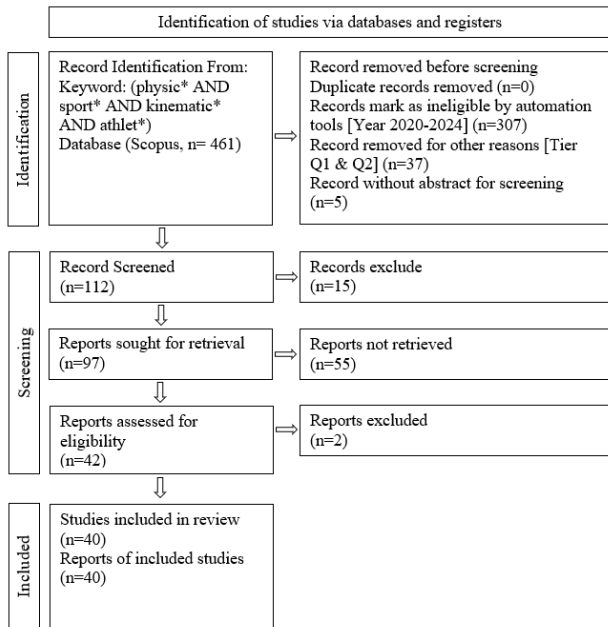 Identification of studies via databases and registers
Identification
Record Identification From:
Keyword: (physic* AND
sport* AND kinematic*
AND athlet*)
Database (Scopus, n= 461)
Record removed before screening
Duplicate records removed (n=0)
Records mark as ineligible by automation
tools [Year 2020-2024] (n=307)
Record removed for other reasons [Tier
Q1 & Q2] (n=37)
Record without abstract for screening
(n=5)
Screening
Record Screened
(n=112)
Records exclude
(n=15)
Reports sought for retrieval
(n=97)
Reports not retrieved
(n=55)
Reports assessed for
eligibility
(n=42)
Reports excluded
(n=2)
Included
Studies included in review
(n=40)
Reports of included studies
(n=40)